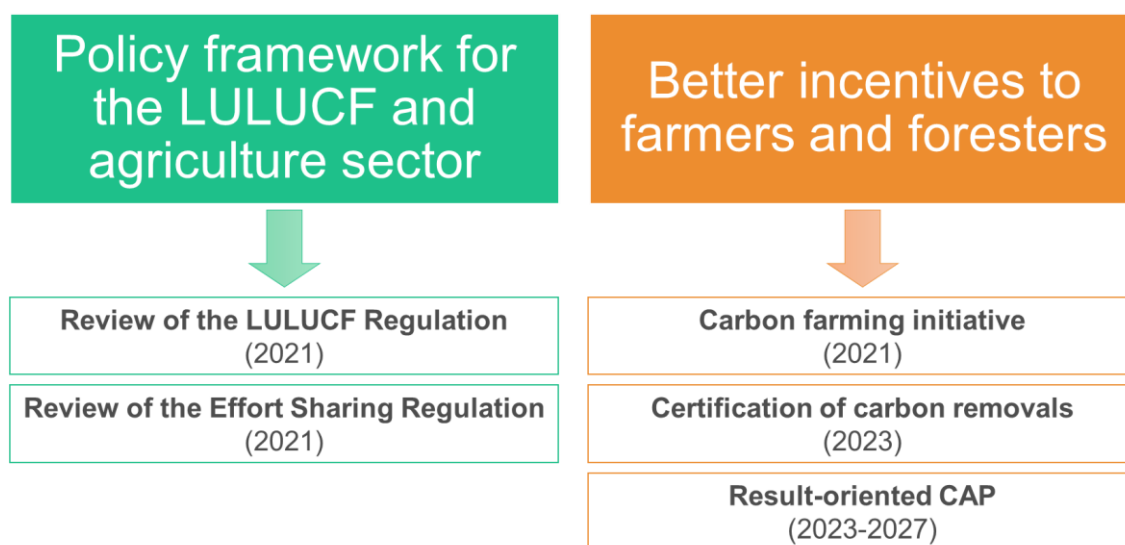 Policy framework for
the LULUCF and
agriculture sector
Review of the LULUCF Regulation
(2021)
Review of the Effort Sharing Regulation
(2021)
Better incentives to
farmers and foresters
Carbon farming initiative
(2021)
Certification of carbon removals
(2023)
Result-oriented CAP
(2023-2027)